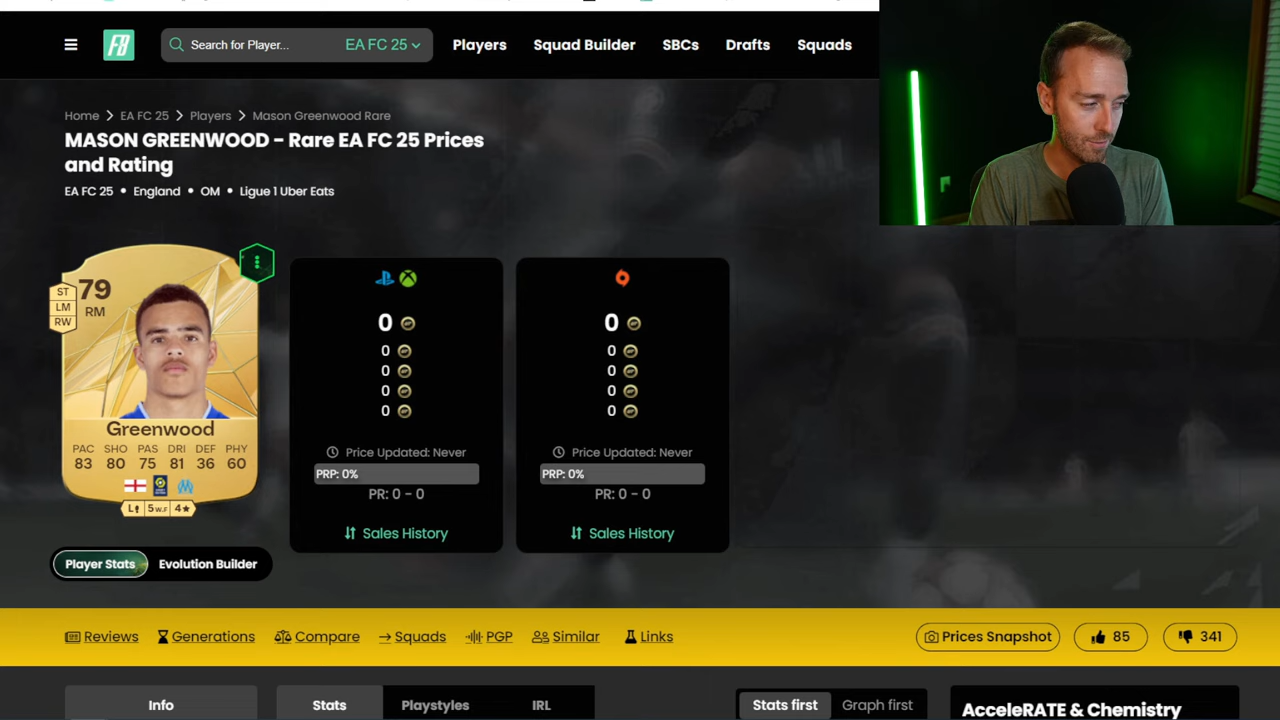 FB
Search for Player...
EA FC 25
Players
Squad Builder
SBCs
Drafts
Squads
Home
EA FC 25
Players
Mason Greenwood Rare
MASON GREENWOOD - Rare EA FC 25 Prices
and Rating
EA FC 25 • England • OM • Ligue 1 Uber Eats
ST
LM
RW
79
RM
Greenwood
PAC SHO PAS DRI DEF PHY
83 80 75 81 36 60
L 5 W.F 4★
0
0
0
0
0
Price Updated: Never
PRP: 0%
PR: 0 - 0
Sales History
0
0
0
0
0
Price Updated: Never
PRP: 0%
PR: 0 - 0
Sales History
Player Stats
Evolution Builder
Reviews
Generations
Compare
Squads
PGP
Similar
Links
Prices Snapshot
85
341
Info
Stats
Playstyles
IRL
Stats first
Graph first
AcceleRATE & Chemistry